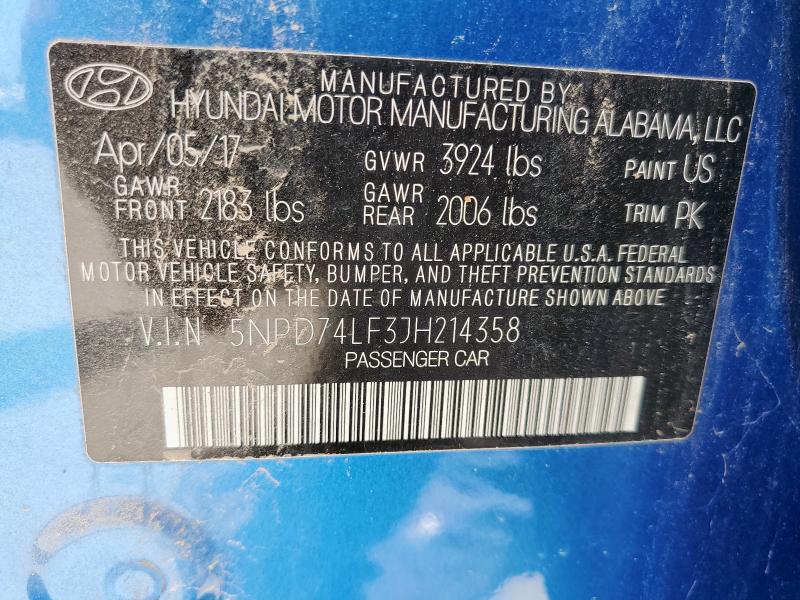 MANUFACTURED BY
HYUNDAI MOTOR MANUFACTURING ALABAMA, LLC
Apr/05/17 GVWR 3924 lbs PAINT US
GAWR FRONT 2183 lbs GAWR REAR 2006 lbs TRIM PK
THIS VEHICLE CONFORMS TO ALL APPLICABLE U.S.A. FEDERAL
MOTOR VEHICLE SAFETY, BUMPER, AND THEFT PREVENTION STANDARDS
IN EFFECT ON THE DATE OF MANUFACTURE SHOWN ABOVE
V.I.N 5NPD74LF3JH214358
PASSENGER CAR